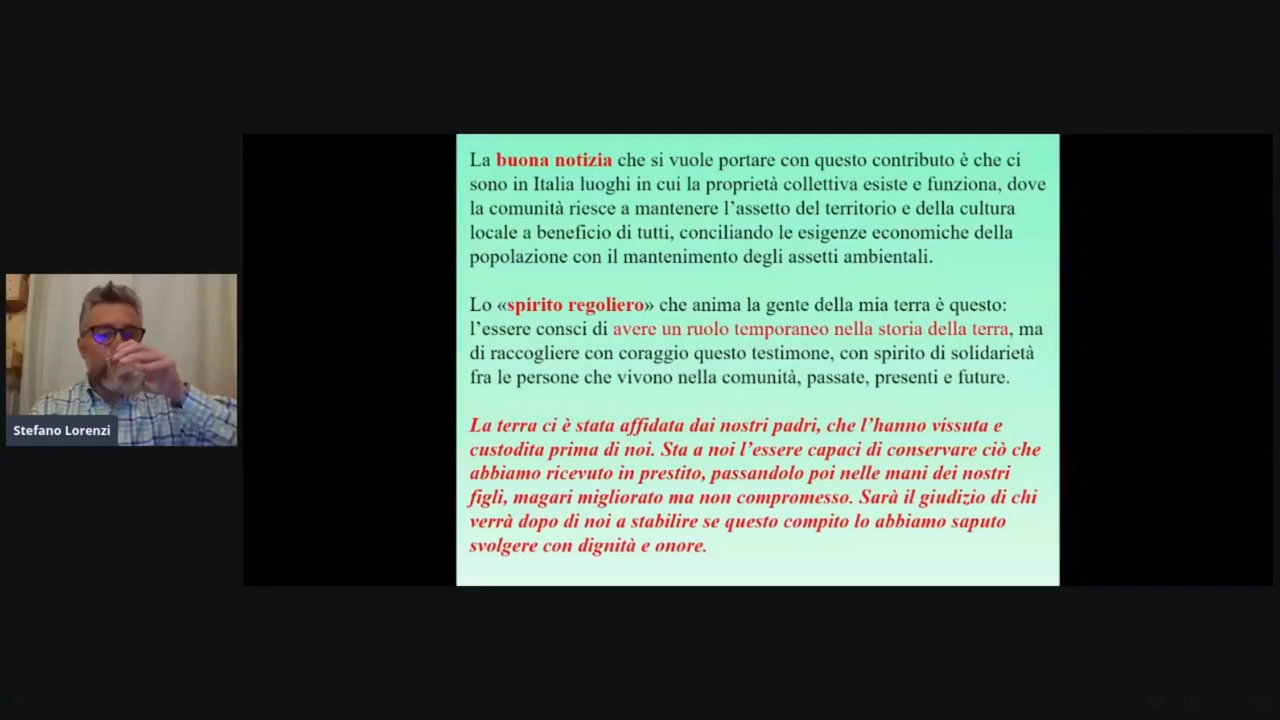 La buona notizia che si vuole portare con questo contributo è che ci
sono in Italia luoghi in cui la proprietà collettiva esiste e funziona, dove
la comunità riesce a mantenere l’assetto del territorio e della cultura
locale a beneficio di tutti, conciliando le esigenze economiche della
popolazione con il mantenimento degli assetti ambientali.
Lo «spirito regoliero» che anima la gente della mia terra è questo:
l’essere consci di avere un ruolo temporaneo nella storia della terra, ma
di raccogliere con coraggio questo testimone, con spirito di solidarietà
fra le persone che vivono nella comunità, passate, presenti e future.
La terra ci è stata affidata dai nostri padri, che l’hanno vissuta e
custodita prima di noi. Sta a noi l’essere capaci di conservare ciò che
abbiamo ricevuto in prestito, passandolo poi nelle mani dei nostri
figli, magari migliorato ma non compromesso. Sarà il giudizio di chi
verrà dopo di noi a stabilire se questo compito lo abbiamo saputo
svolgere con dignità e onore.
Stefano Lorenzi